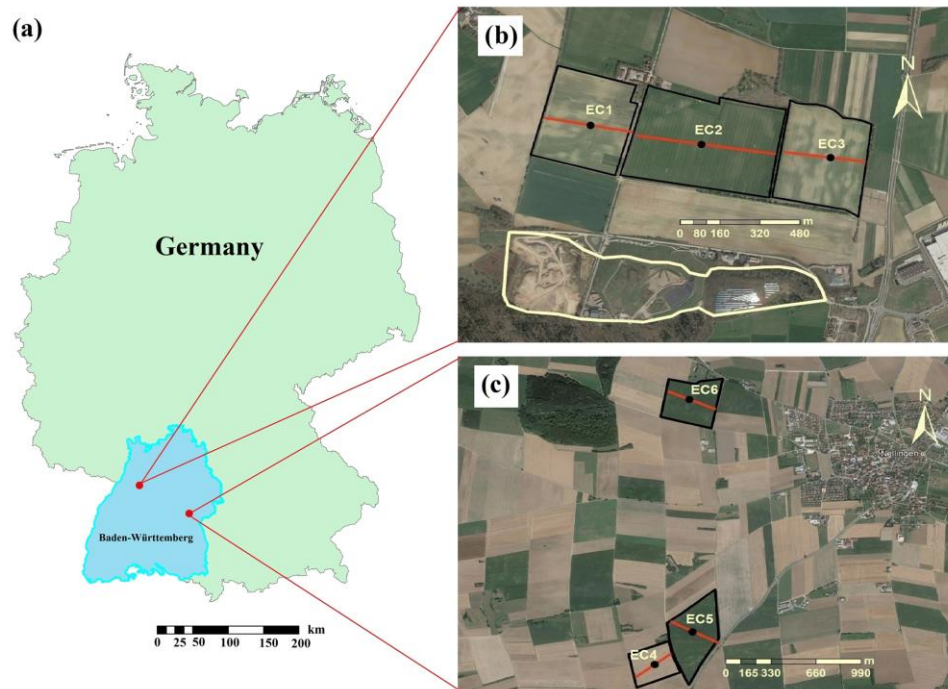 (a)
Germany
Baden-Württemberg
km
0 25 50 100 150 200
(b)
N
EC1
EC2
EC3
m
0 80 160 320 480
(c)
EC6
N
Nellingen
EC5
EC4
m
0 165 330 660 990